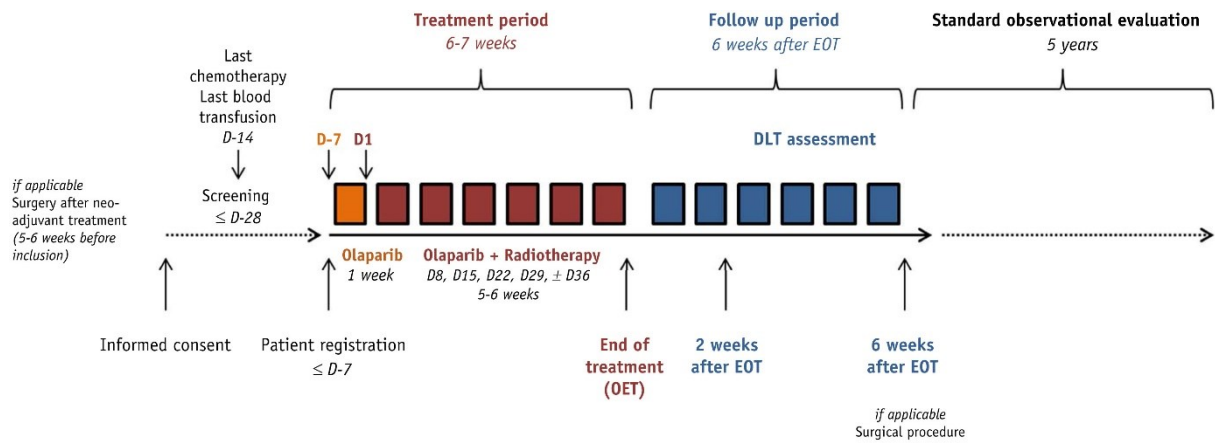 Treatment period
6-7 weeks
Follow up period
6 weeks after EOT
Standard observational evaluation
5 years
Last
chemotherapy
Last blood
transfusion
D-14
D-7
D1
DLT assessment
if applicable
Surgery after neo-
adjuvant treatment
(5-6 weeks before
inclusion)
Screening
≤ D-28
Olaparib
1 week
Olaparib + Radiotherapy
D8, D15, D22, D29, ± D36
5-6 weeks
Informed consent
Patient registration
≤ D-7
End of
treatment
(OET)
2 weeks
after EOT
6 weeks
after EOT
if applicable
Surgical procedure